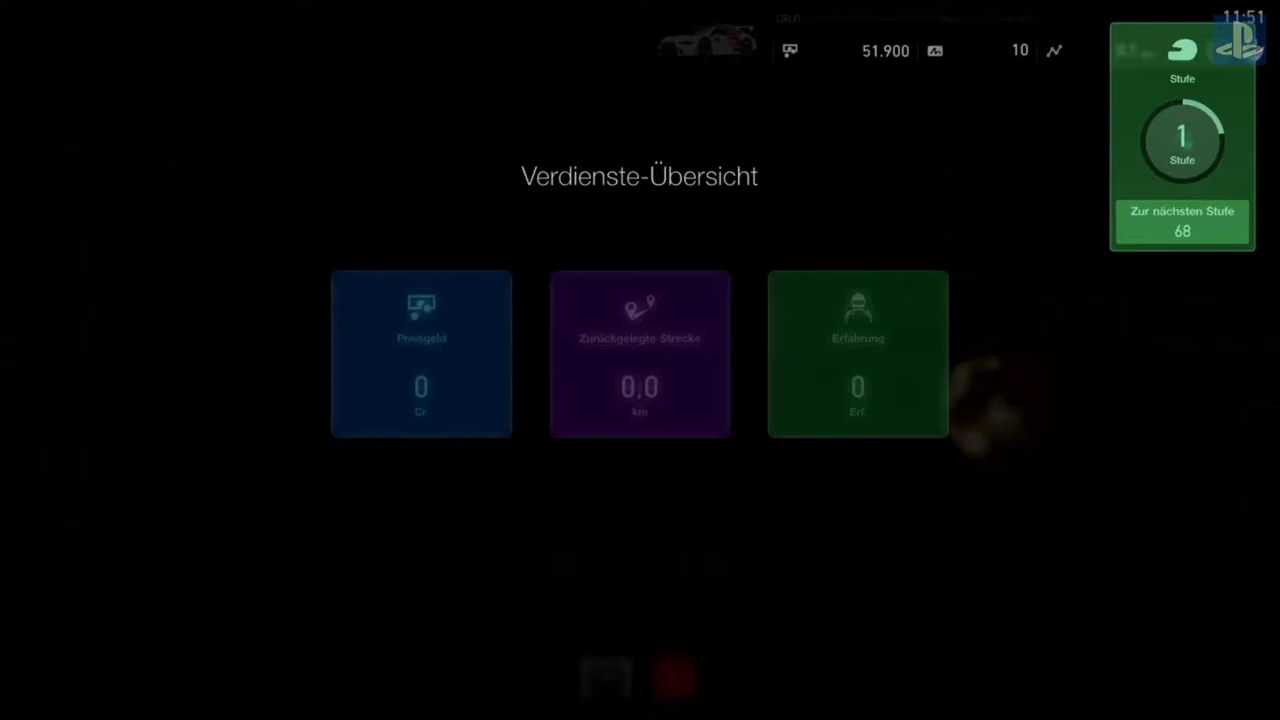 11:51
51.900
10
Stufe
1
Stufe
Zur nächsten Stufe
68
Verdienste-Übersicht
Preisgeld
0
Cr.
Zurückgelegte Strecke
0,0
km
Erfahrung
0
Erf.